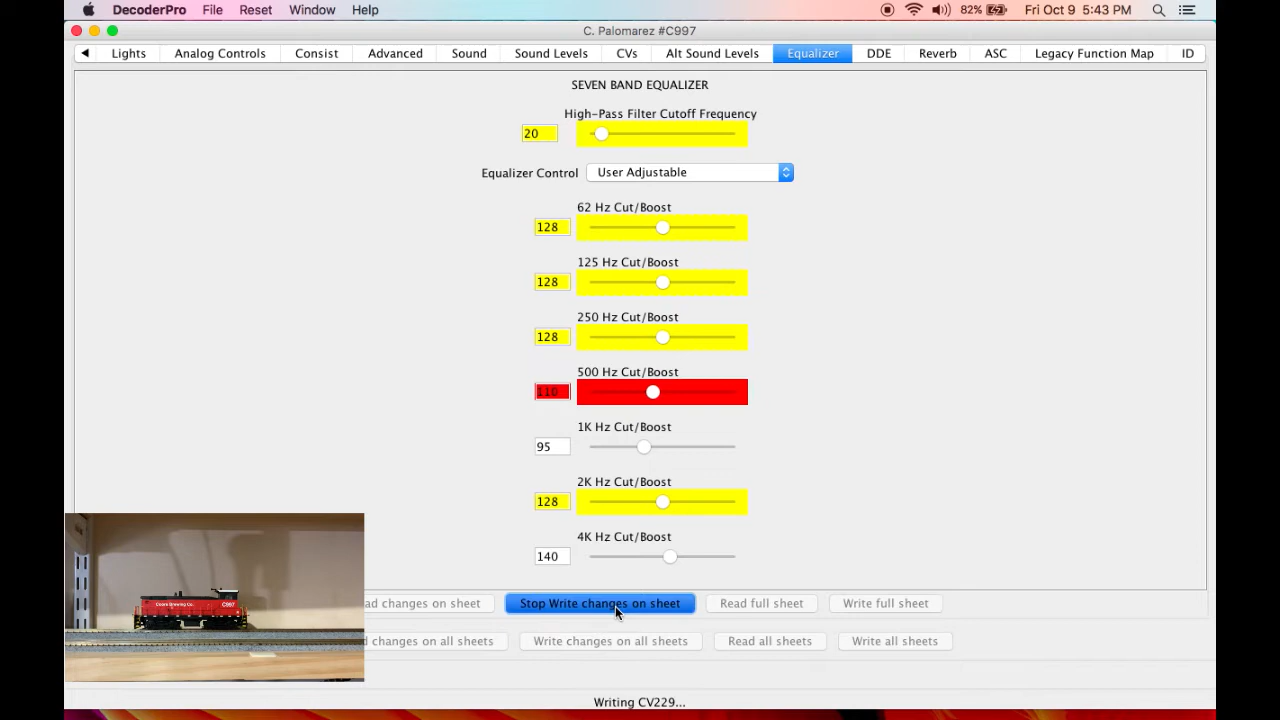 DecoderPro File Reset Window Help 82% Fri Oct 9 5:43 PM
C. Palomarez #C997
Lights Analog Controls Consist Advanced Sound Sound Levels CVs Alt Sound Levels Equalizer DDE Reverb ASC Legacy Function Map ID
SEVEN BAND EQUALIZER
High-Pass Filter Cutoff Frequency
20
Equalizer Control User Adjustable
62 Hz Cut/Boost
128
125 Hz Cut/Boost
128
250 Hz Cut/Boost
128
500 Hz Cut/Boost
110
1K Hz Cut/Boost
95
2K Hz Cut/Boost
128
4K Hz Cut/Boost
140
ad changes on sheet Stop Write changes on sheet Read full sheet Write full sheet
Coors Brewing Co. C997
d changes on all sheets Write changes on all sheets Read all sheets Write all sheets
Writing CV229...